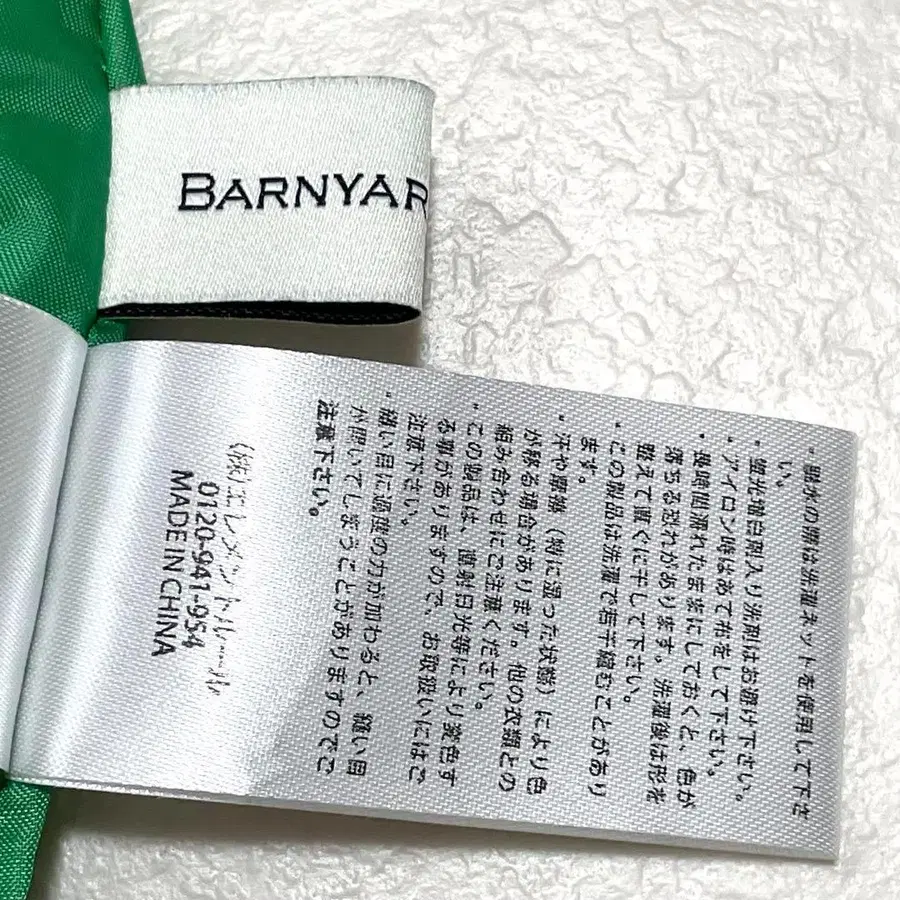 BARNYAR
・脱水の際は洗濯ネットを使用して下さ
い。
・蛍光増白剤入り洗剤はお避け下さい。
・アイロン時はあて布をして下さい。
・長時間濡れたままにしておくと、色が
落ちる恐れがあります。洗濯後は形を
整えて直ぐに干して下さい。
・この製品は洗濯で若干縮むことがあり
ます。
・汗や摩擦（特に湿った状態）により色
が移る場合があります。他の衣類との
組み合わせにご注意ください。
・この製品は、直射日光等により変色す
る事がありますので、お取扱いにはご
注意下さい。
・縫い目に過度の力が加わると、縫い目
が開いてしまうことがありますのでご
注意下さい。
(株)エレメントルール
0120-941-954
MADE IN CHINA